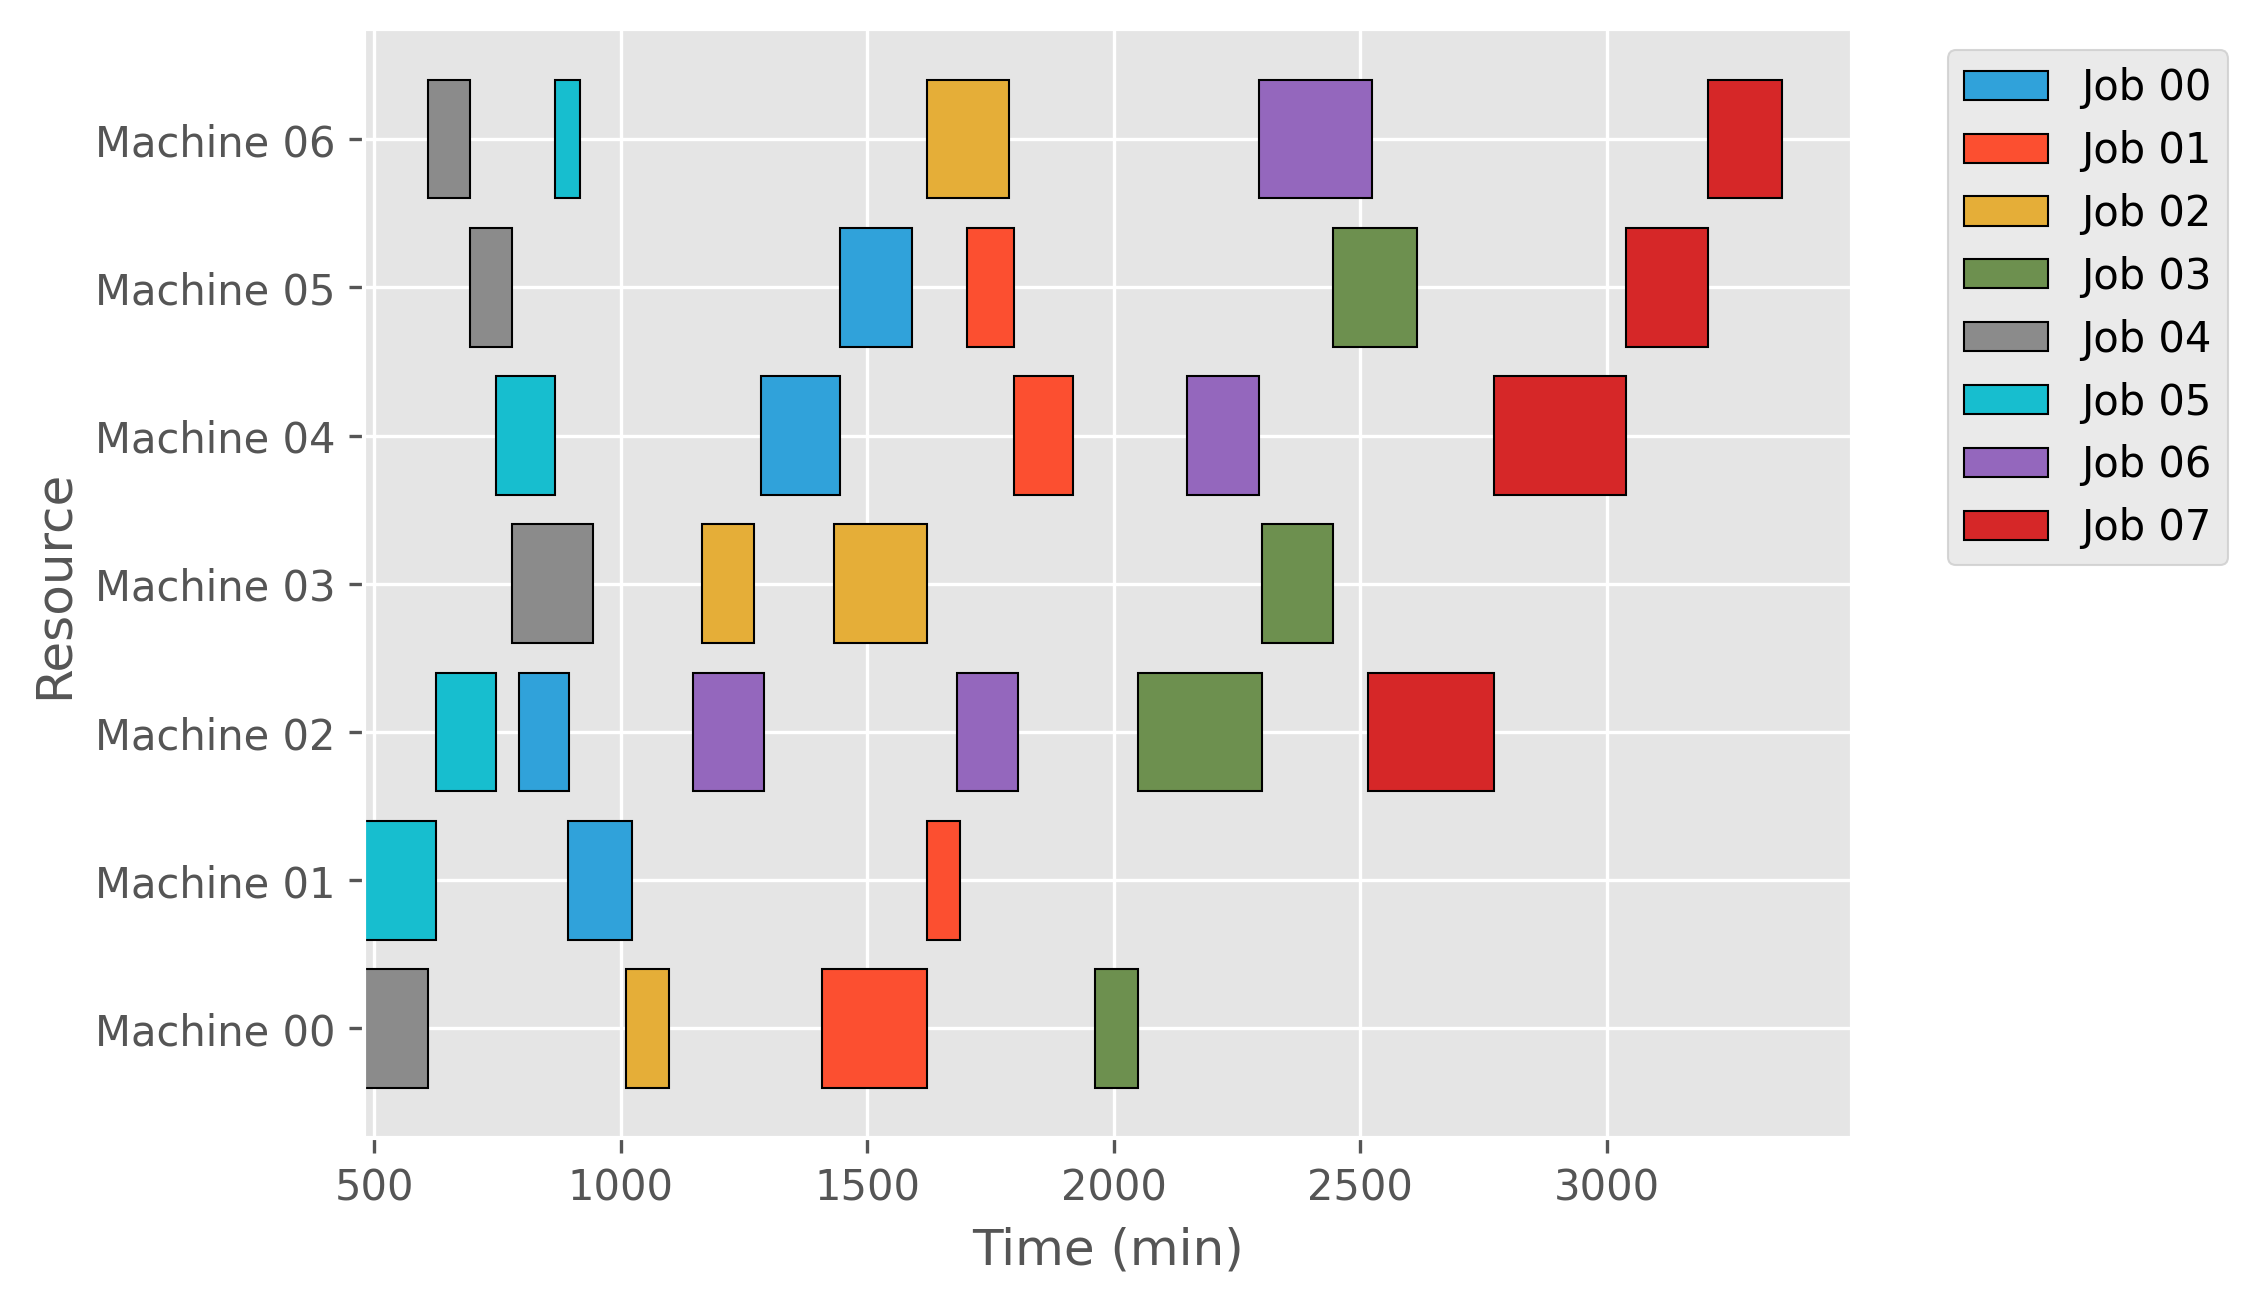 Machine 06
Machine 05
Machine 04
Machine 03
Machine 02
Machine 01
Machine 00
Resource
500
1000
1500
2000
2500
3000
Time (min)
Job 00
Job 01
Job 02
Job 03
Job 04
Job 05
Job 06
Job 07